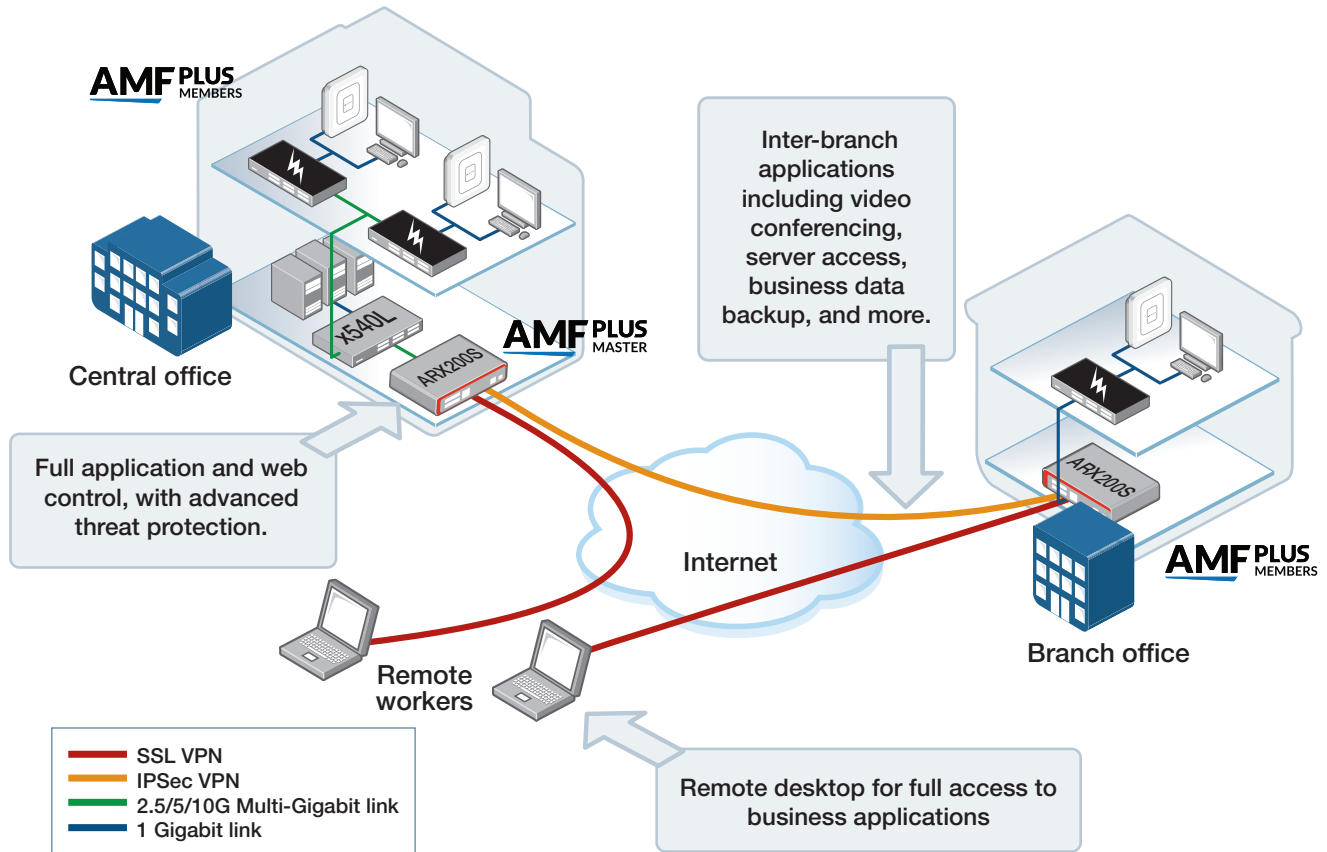 AMF PLUS
MEMBERS
Inter-branch
applications
including video
conferencing,
server access,
business data
backup, and more.
x540L
AMF PLUS
MASTER
ARX200S
Central office
Full application and web
control, with advanced
threat protection.
ARX200S
Internet
AMF PLUS
MEMBERS
Branch office
Remote
workers
SSL VPN
IPSec VPN
2.5/5/10G Multi-Gigabit link
1 Gigabit link
Remote desktop for full access to
business applications